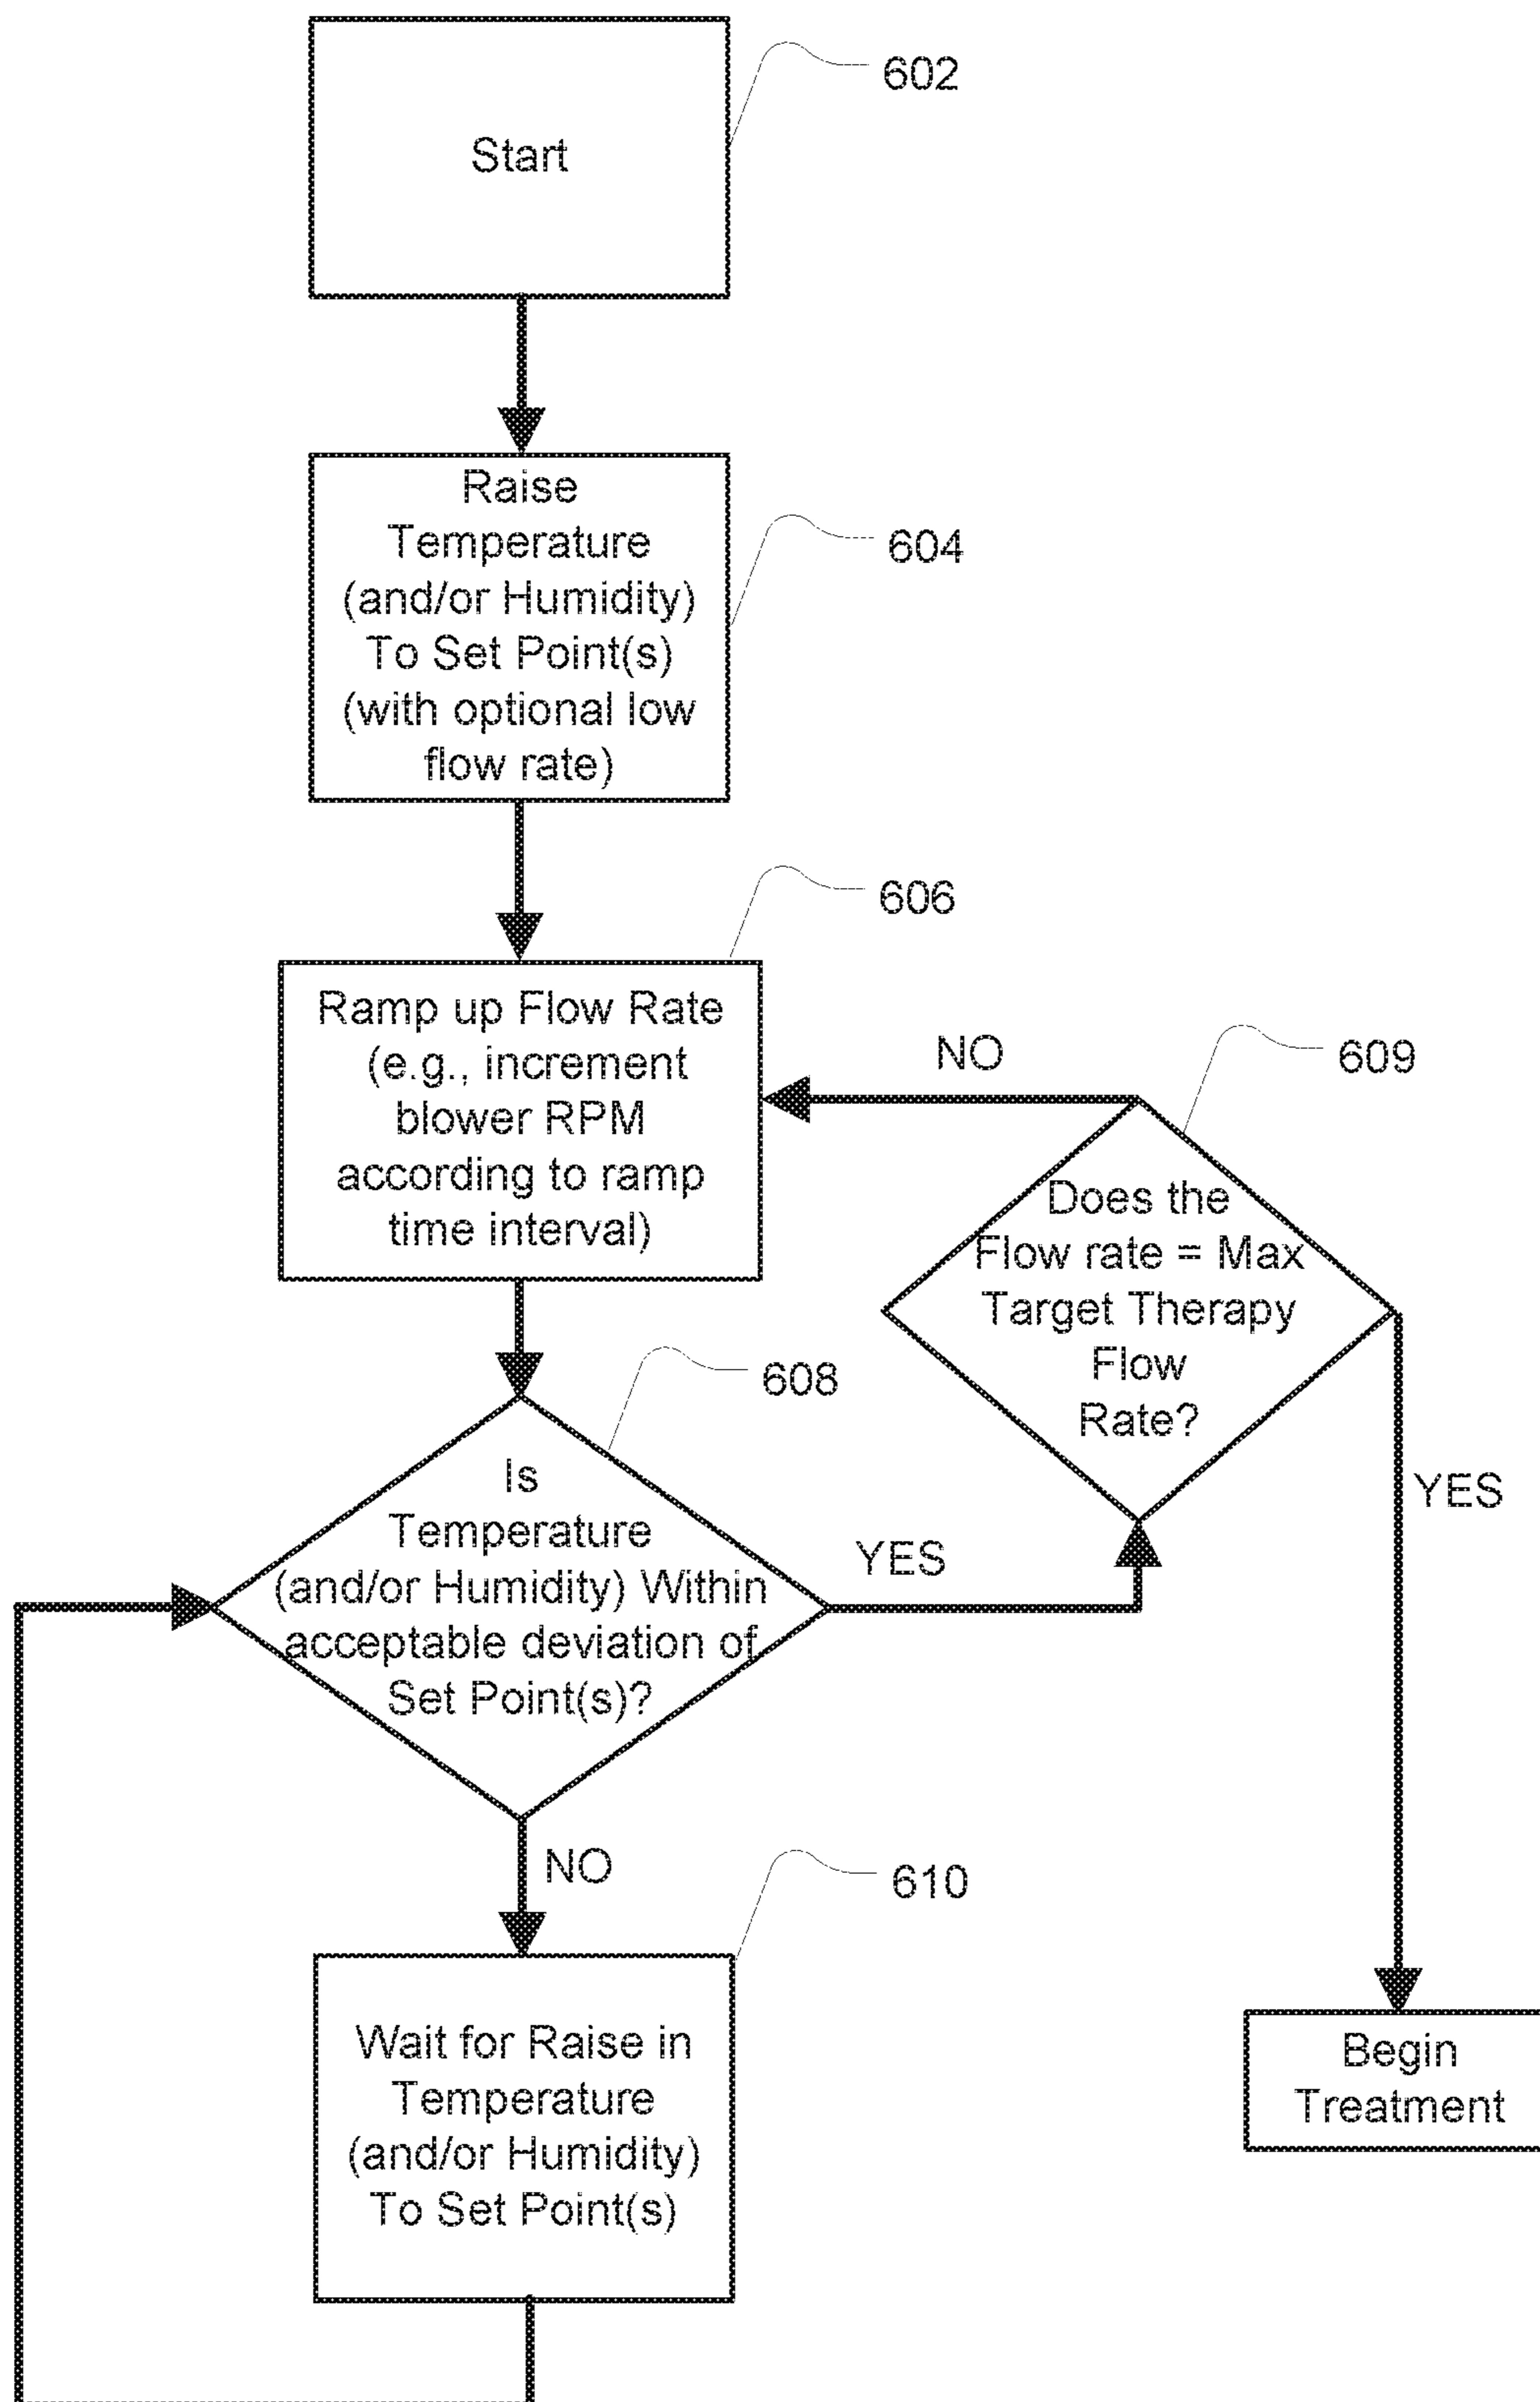 Start
602
Raise
Temperature
(and/or Humidity)
To Set Point(s)
(with optional low
flow rate)
604
Ramp up Flow Rate
(e.g., increment
blower RPM
according to ramp
time interval)
606
NO
Does the
Flow rate = Max
Target Therapy
Flow
Rate?
609
YES
Is
Temperature
(and/or Humidity) Within
acceptable deviation of
Set Point(s)?
608
YES
NO
Wait for Raise in
Temperature
(and/or Humidity)
To Set Point(s)
610
Begin
Treatment